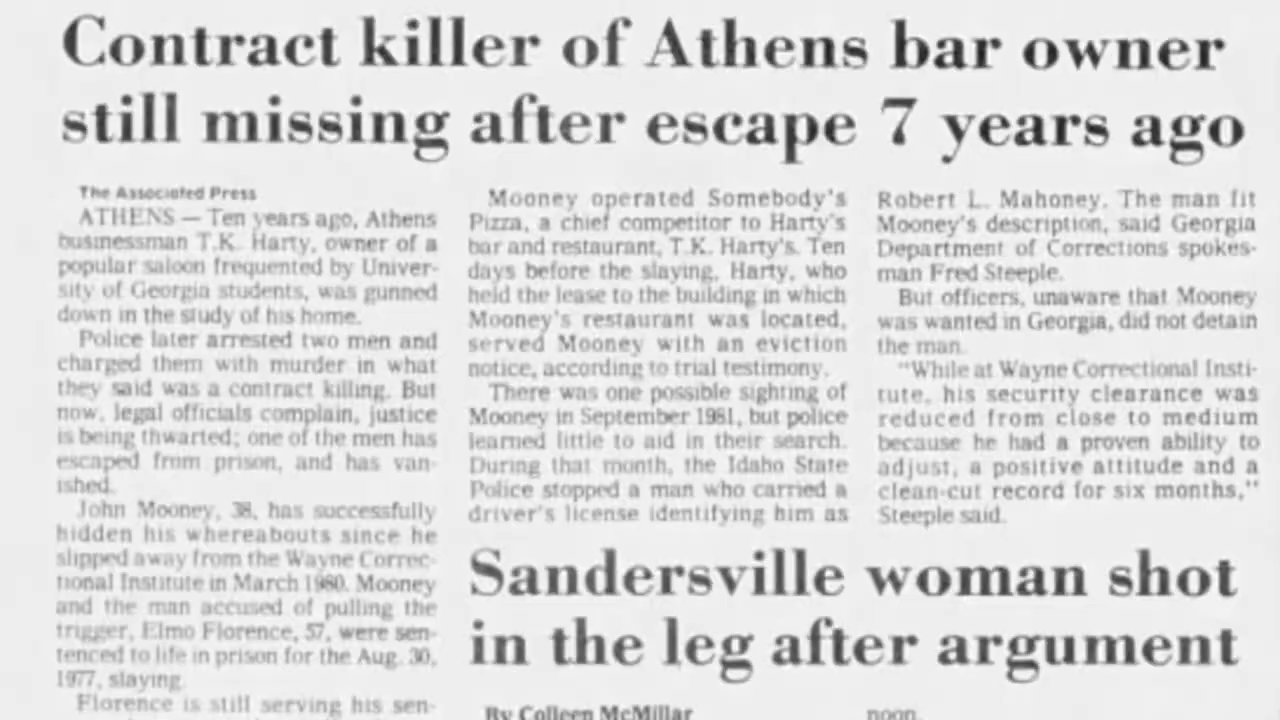 Contract killer of Athens bar owner
still missing after escape 7 years ago
The Associated Press
ATHENS — Ten years ago, Athens
businessman T.K. Harty, owner of a
popular saloon frequented by Univer-
sity of Georgia students, was gunned
down in the study of his home.
Police later arrested two men and
charged them with murder in what
they said was a contract killing. But
now, legal officials complain, justice
is being thwarted; one of the men has
escaped from prison, and has van-
ished.
John Mooney, 38, has successfully
hidden his whereabouts since he
slipped away from the Wayne Correc-
tional Institute in March 1980. Mooney
and the man accused of pulling the
trigger, Elmo Florence, 57, were sen-
tenced to life in prison for the Aug. 30,
1977, slaying.
Florence is still serving his sen-
Mooney operated Somebody's
Pizza, a chief competitor to Harty's
bar and restaurant, T.K. Harty's. Ten
days before the slaying, Harty, who
held the lease to the building in which
Mooney's restaurant was located,
served Mooney with an eviction
notice, according to trial testimony.
There was one possible sighting of
Mooney in September 1981, but police
learned little to aid in their search.
During that month, the Idaho State
Police stopped a man who carried a
driver's license identifying him as
Robert L. Mahoney. The man fit
Mooney's description, said Georgia
Department of Corrections spokes-
man Fred Steeple.
But officers, unaware that Mooney
was wanted in Georgia, did not detain
the man.
"While at Wayne Correctional Insti-
tute, his security clearance was
reduced from close to medium
because he had a proven ability to
adjust, a positive attitude and a
clean-cut record for six months,"
Steeple said.
Sandersville woman shot
in the leg after argument
By Colleen McMillar
noon.